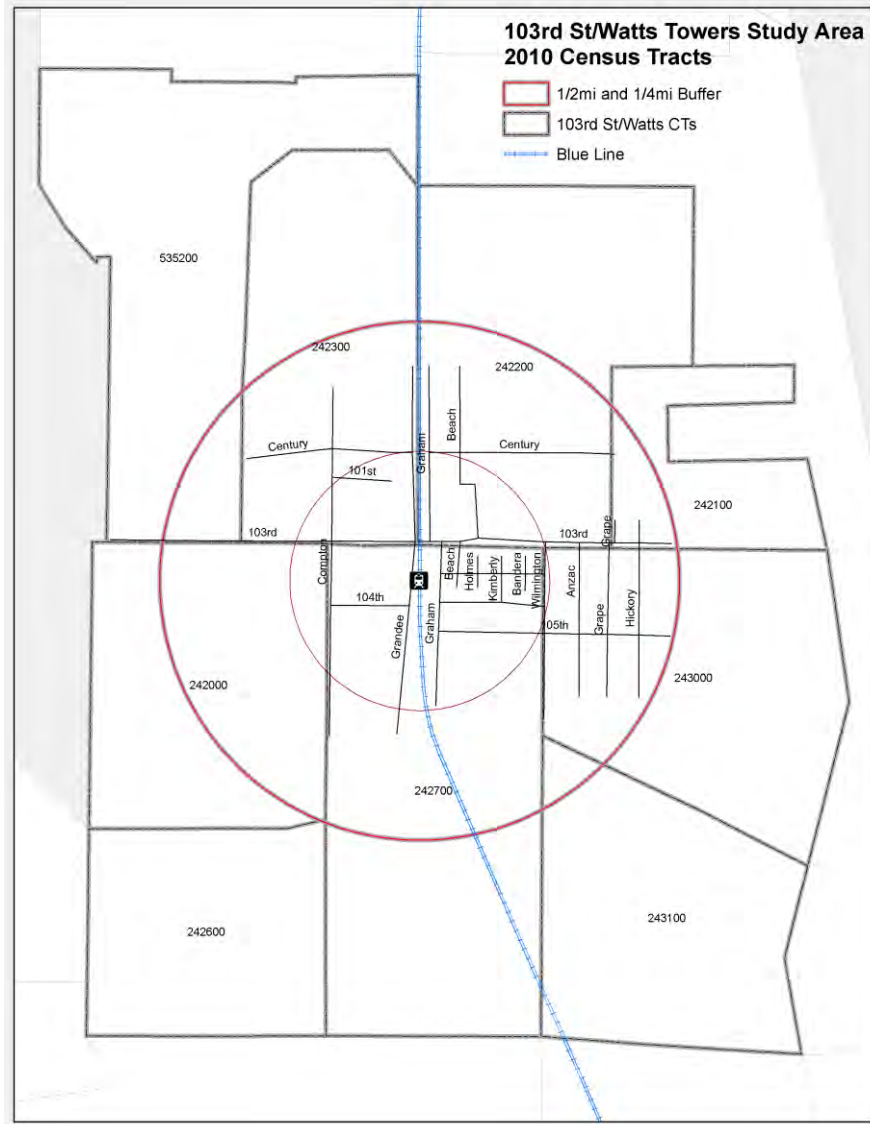 103rd St/Watts Towers Study Area
2010 Census Tracts
1/2mi and 1/4mi Buffer
103rd St/Watts CTs
Blue Line
535200
242300
242200
Beach
Graham
Century
Century
101st
242100
103rd
103rd
Grape
Compton
Beach
Holmes
Kimberly
Bandera
Wilmington
Anzac
104th
Grandee
Graham
05th
Grape
Hickory
242000
243000
242700
242600
243100